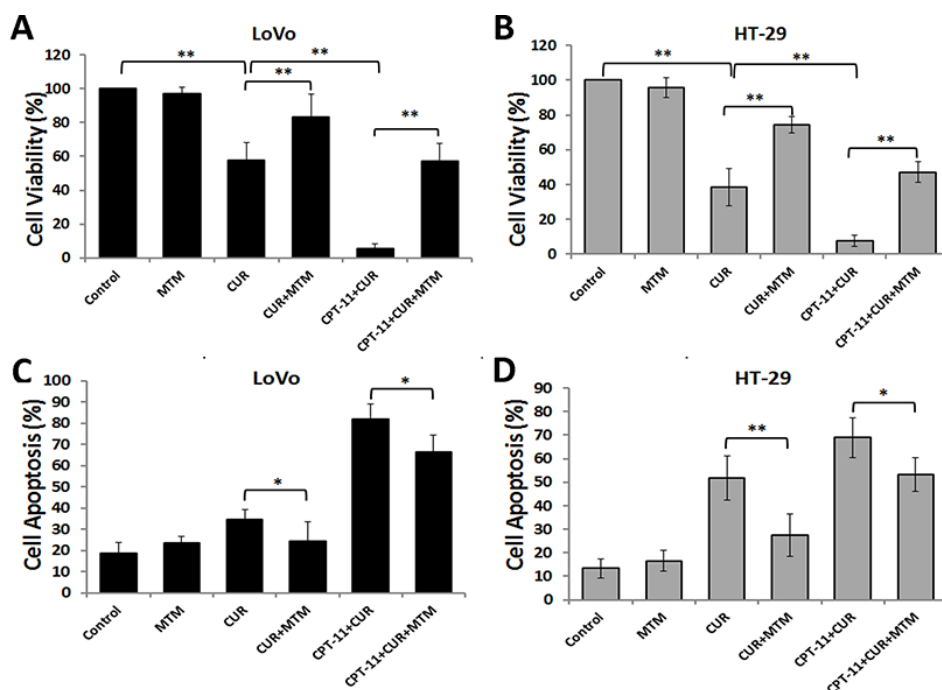 A
LoVo
Cell Viability (%)
120
100
80
60
40
20
0
**
**
**
**
Control
MTM
CUR
CUR+MTM
CPT-11+CUR
CPT-11+CUR+MTM
B
HT-29
Cell Viability (%)
120
100
80
60
40
20
0
**
**
**
**
Control
MTM
CUR
CUR+MTM
CPT-11+CUR
CPT-11+CUR+MTM
C
LoVo
Cell Apoptosis (%)
100
90
80
70
60
50
40
30
20
10
0
*
*
Control
MTM
CUR
CUR+MTM
CPT-11+CUR
CPT-11+CUR+MTM
D
HT-29
Cell Apoptosis (%)
90
80
70
60
50
40
30
20
10
0
**
*
Control
MTM
CUR
CUR+MTM
CPT-11+CUR
CPT-11+CUR+MTM